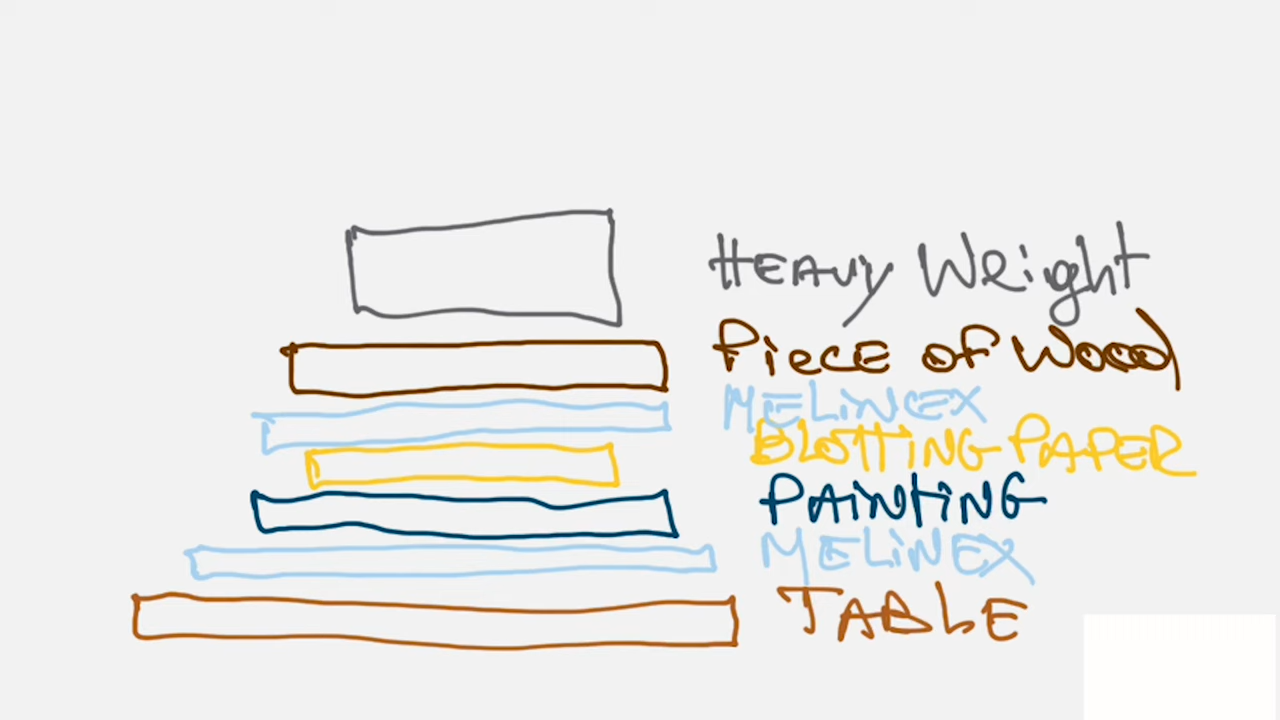 HEAVY Weight
Piece of Wood
MELiNEX
BLOTTiNG PAPER
PAiNTiNG
MELiNEX
TABLE